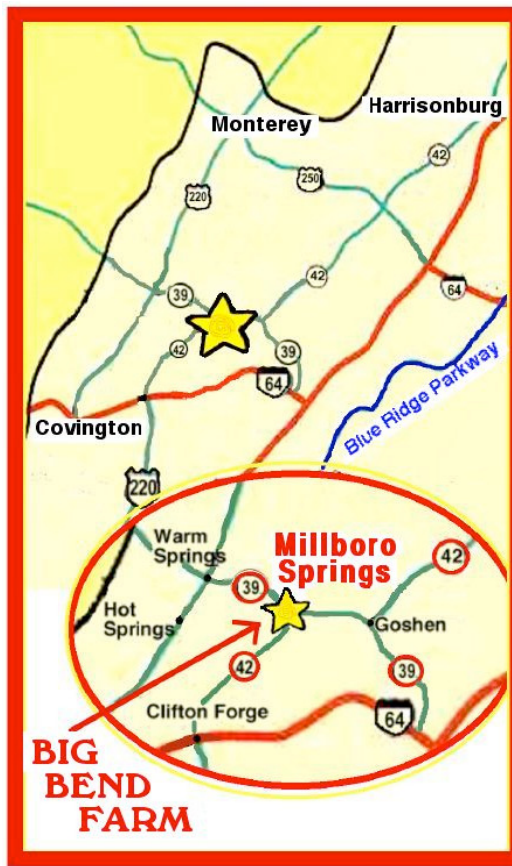 Harrisonburg
Monterey
42
220
250
39
42
64
42
39
64
Covington
Blue Ridge Parkway
220
Warm
Springs
Millboro
Springs
42
39
Hot
Springs
Goshen
42
39
Clifton Forge
64
BIG
BEND
FARM